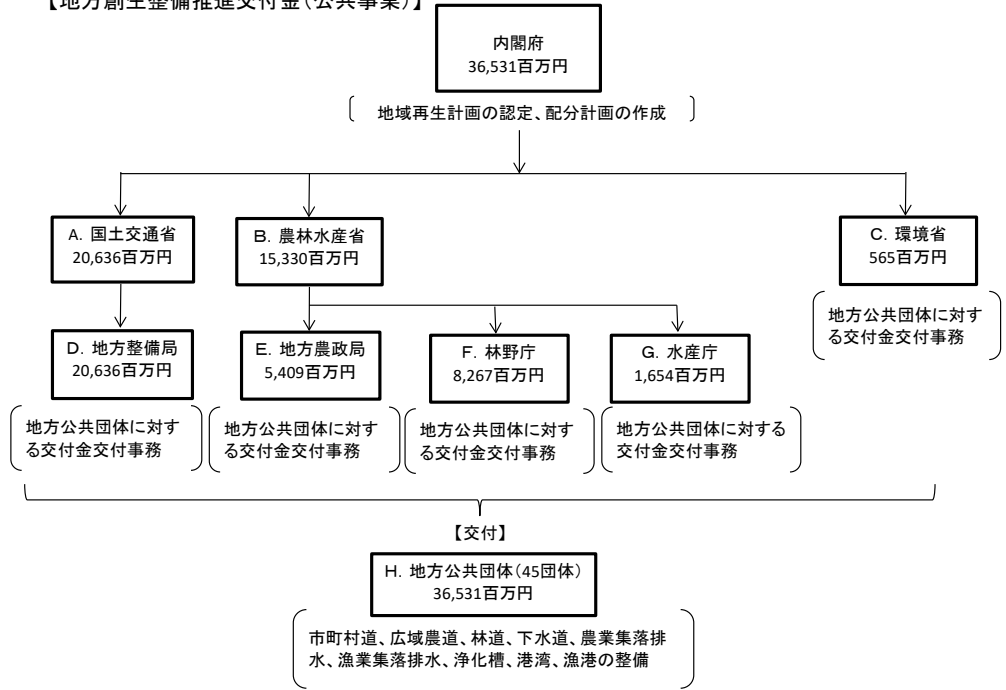 【地方創生整備推進交付金(公共事業)】
内閣府
36,531百万円
地域再生計画の認定、配分計画の作成
A. 国土交通省
20,636百万円
B. 農林水産省
15,330百万円
C. 環境省
565百万円
地方公共団体に対す
る交付金交付事務
D. 地方整備局
20,636百万円
E. 地方農政局
5,409百万円
F. 林野庁
8,267百万円
G. 水産庁
1,654百万円
地方公共団体に対す
る交付金交付事務
地方公共団体に対す
る交付金交付事務
地方公共団体に対す
る交付金交付事務
地方公共団体に対する
交付金交付事務
【交付】
H. 地方公共団体(45団体)
36,531百万円
市町村道、広域農道、林道、下水道、農業集落排
水、漁業集落排水、浄化槽、港湾、漁港の整備